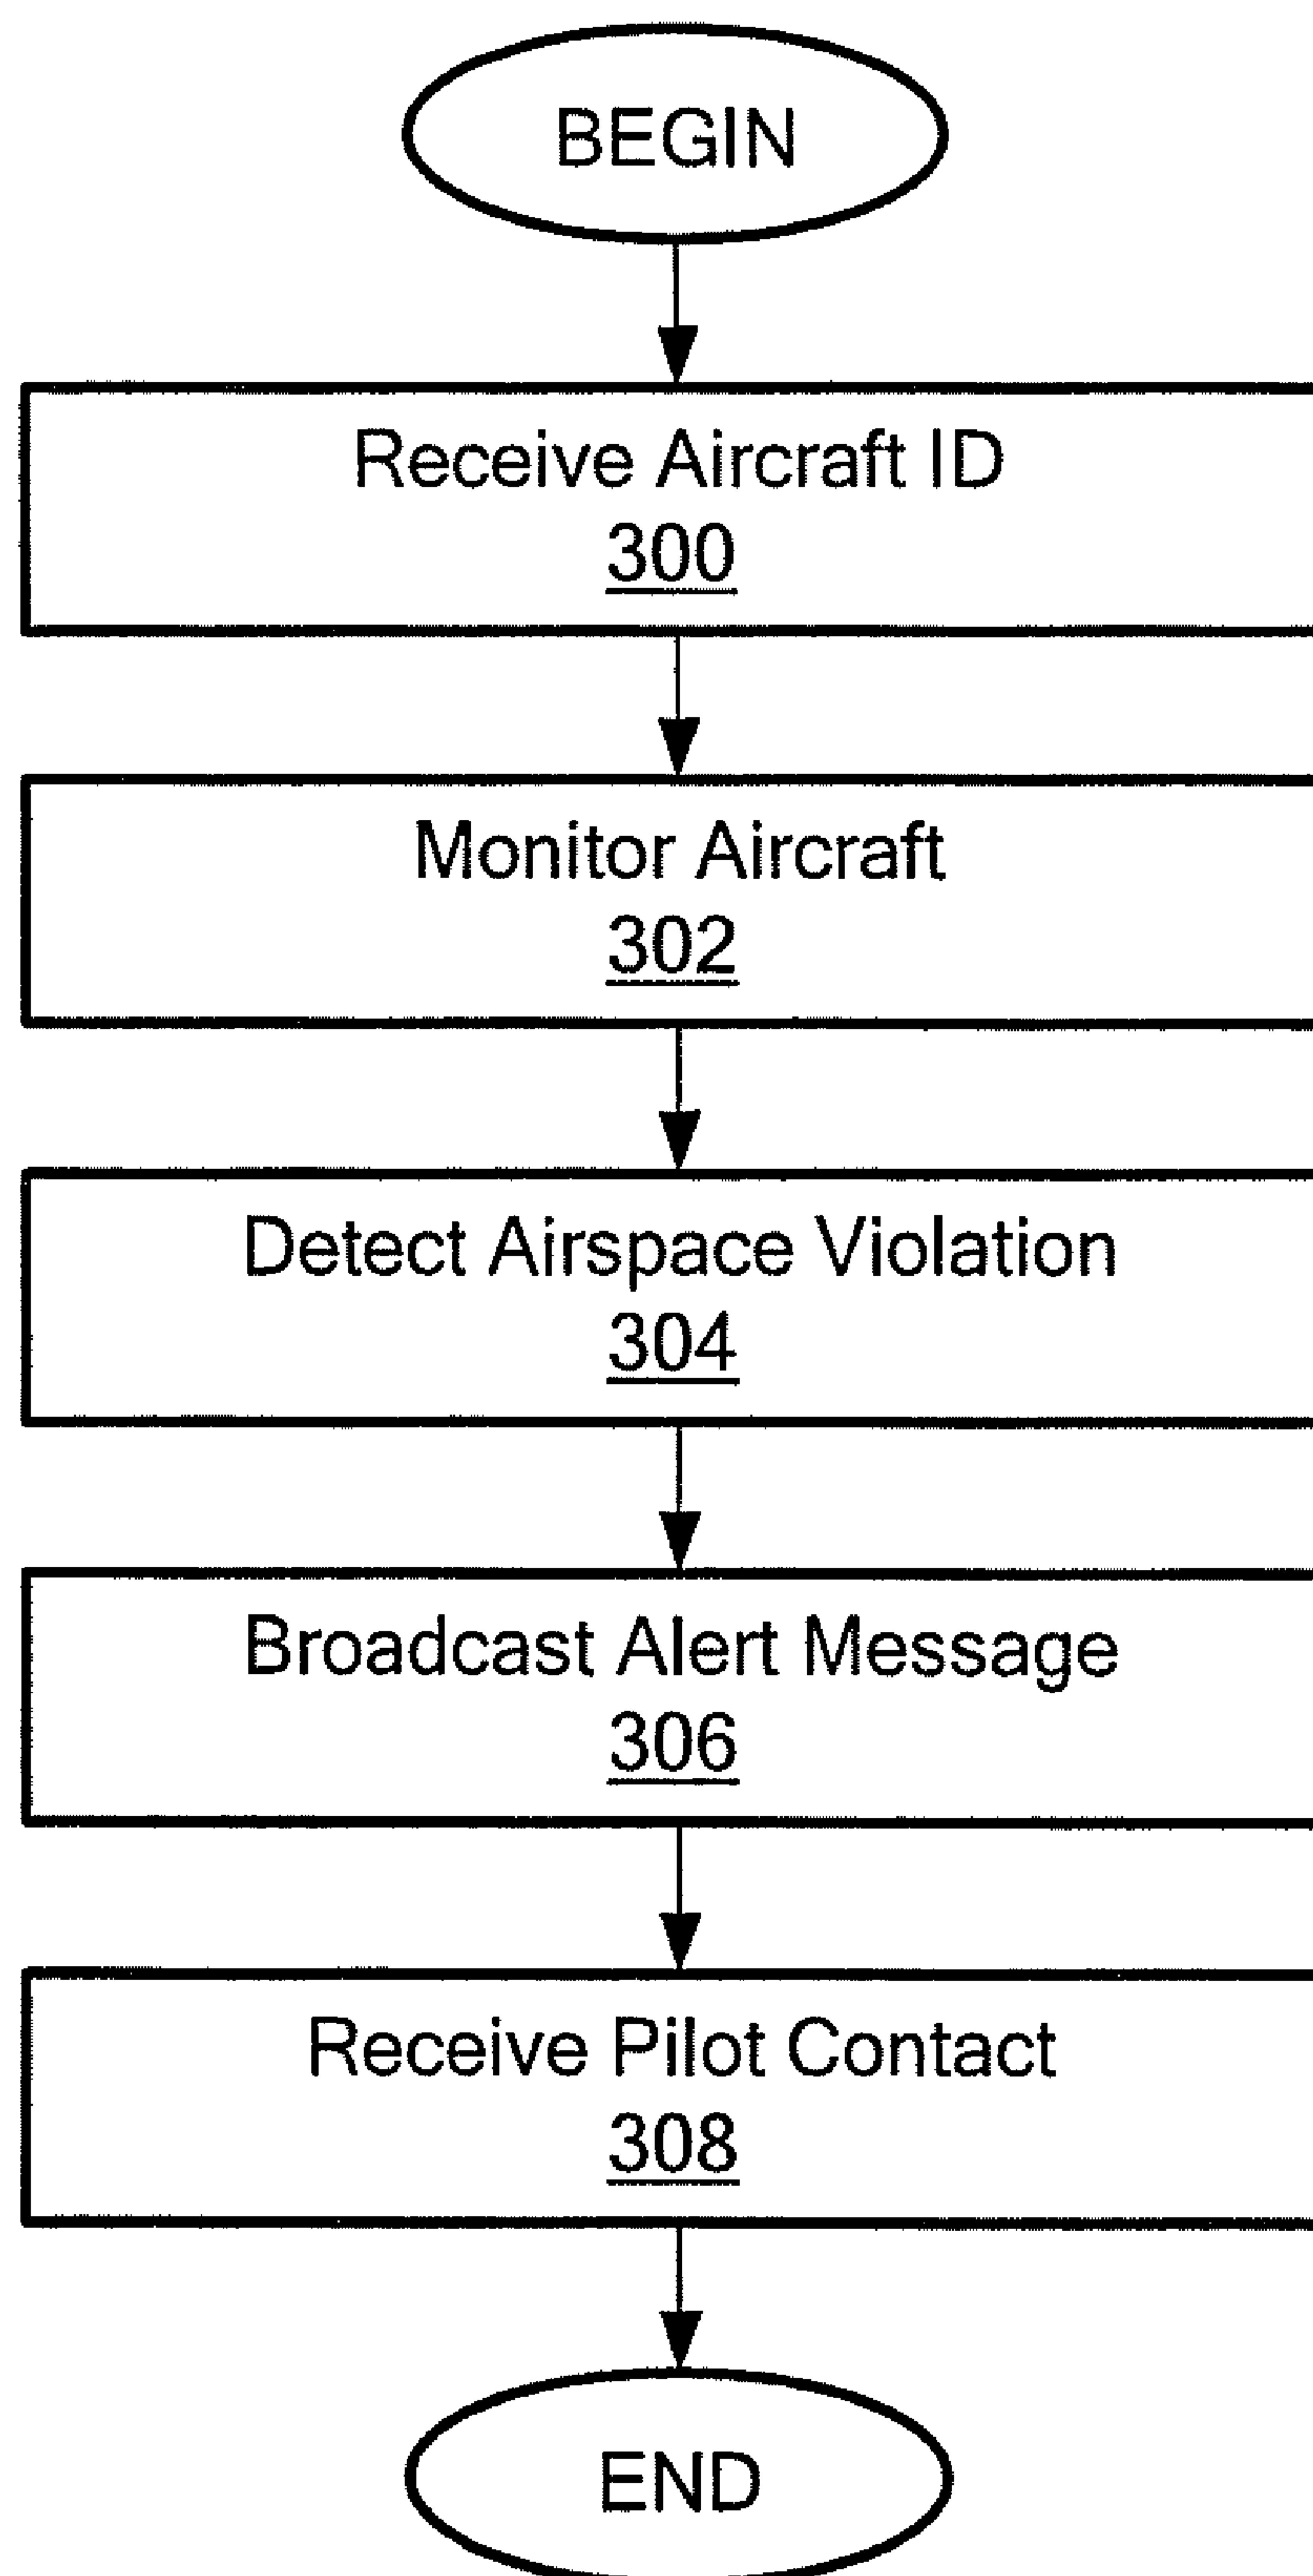 BEGIN
Receive Aircraft ID
300
Monitor Aircraft
302
Detect Airspace Violation
304
Broadcast Alert Message
306
Receive Pilot Contact
308
END